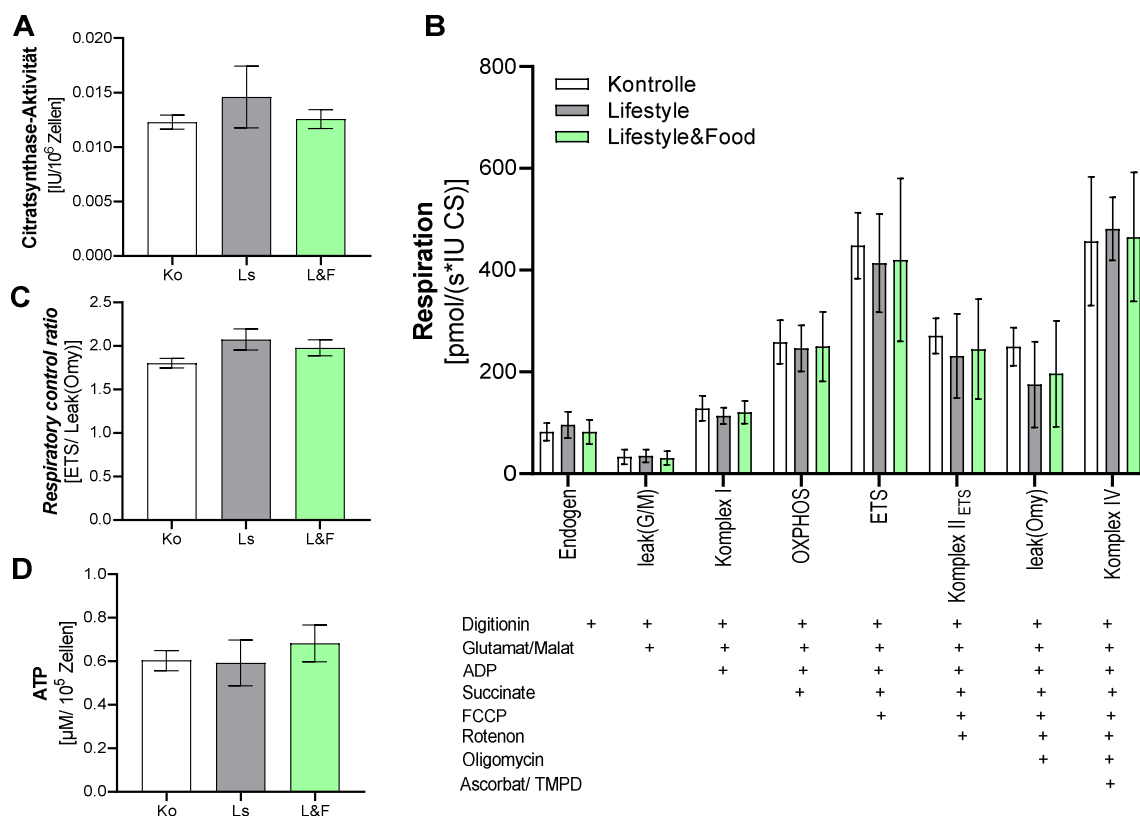 A
Citratsynthase-Aktivität
[IU/10⁶ Zellen]
0.020
0.015
0.010
0.005
0.000
Ko Ls L&F
B
Respiration
[pmol/(s*IU CS)]
800
600
400
200
0
Kontrolle
Lifestyle
Lifestyle&Food
Endogen
leak(G/M)
Komplex I
OXPHOS
ETS
Komplex II ETS
leak(Omy)
Komplex IV
Digitionin + + + + + + + +
Glutamat/Malat + + + + + + +
ADP + + + + + +
Succinate + + + + +
FCCP + + + +
Rotenon + + +
Oligomycin + +
Ascorbat/ TMPD +
C
Respiratory control ratio
[ETS/ Leak(Omy)]
2.5
2.0
1.5
1.0
0.5
0.0
Ko Ls L&F
D
ATP
[µM/ 10⁵ Zellen]
1.0
0.8
0.6
0.4
0.2
0.0
Ko Ls L&F